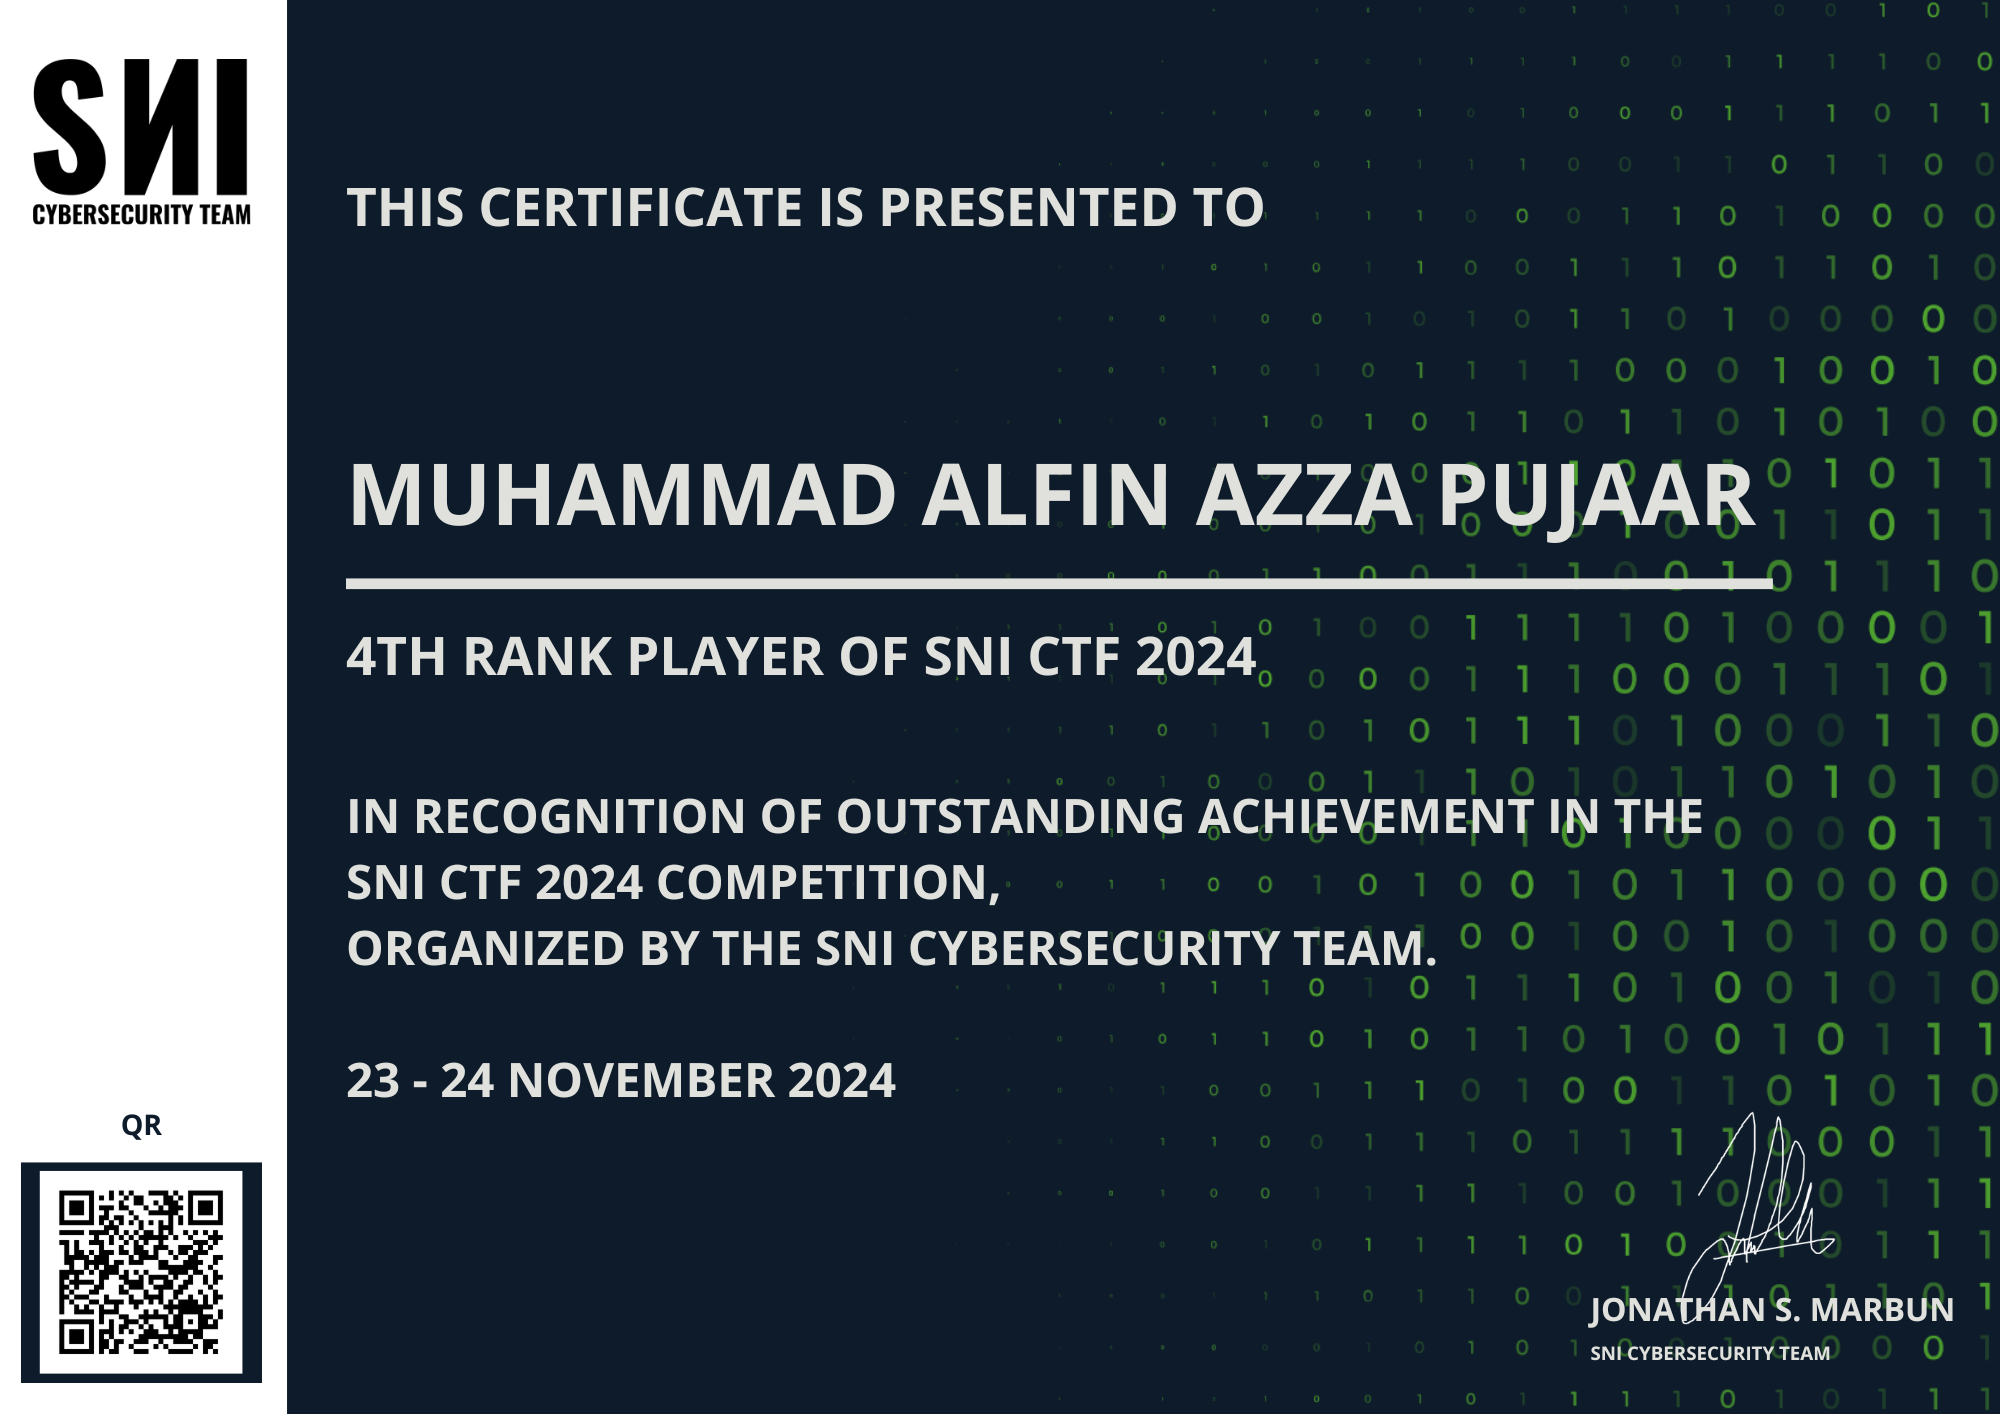 SNI
CYBERSECURITY TEAM
THIS CERTIFICATE IS PRESENTED TO
MUHAMMAD ALFIN AZZA PUJAAR
4TH RANK PLAYER OF SNI CTF 2024
IN RECOGNITION OF OUTSTANDING ACHIEVEMENT IN THE
SNI CTF 2024 COMPETITION,
ORGANIZED BY THE SNI CYBERSECURITY TEAM.
23 - 24 NOVEMBER 2024
QR
JONATHAN S. MARBUN
SNI CYBERSECURITY TEAM